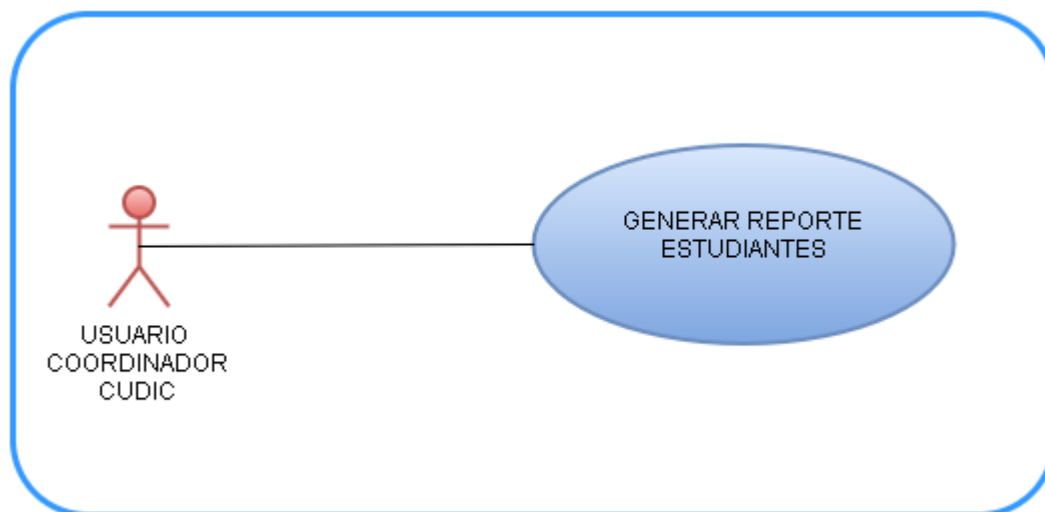 GENERAR REPORTE
ESTUDIANTES
USUARIO
COORDINADOR
CUDIC